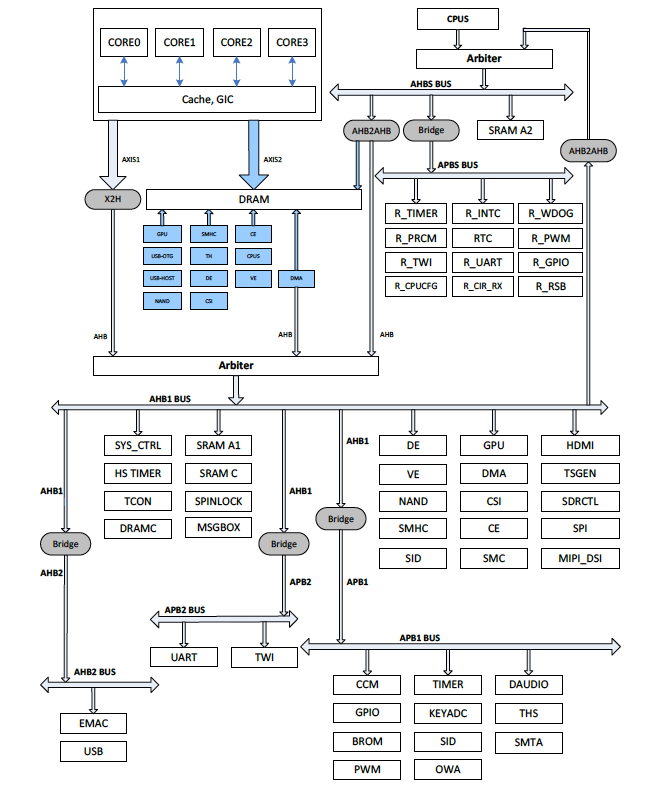 CORE0 CORE1 CORE2 CORE3
Cache, GIC
AXIS1 AXIS2
X2H
DRAM
GPU SMHC CE
USB-OTG TH CPUS
USB-HOST DE VE DMA
NAND CSI
AHB AHB AHB
Arbiter
CPUS
Arbiter
AHBS BUS
AHB2AHB Bridge SRAM A2 AHB2AHB
APBS BUS
R_TIMER R_INTC R_WDOG
R_PRCM RTC R_PWM
R_TWI R_UART R_GPIO
R_CPUCFG R_CIR_RX R_RSB
AHB1 BUS
AHB1 AHB1 AHB1
SYS_CTRL SRAM A1
HS TIMER SRAM C
TCON SPINLOCK
DRAMC MSGBOX
DE GPU HDMI
VE DMA TSGEN
NAND CSI SDRCTL
SMHC CE SPI
SID SMC MIPI_DSI
Bridge Bridge Bridge
AHB2 APB2 APB1
APB2 BUS
UART TWI
AHB2 BUS
EMAC
USB
APB1 BUS
CCM TIMER DAUDIO
GPIO KEYADC THS
BROM SID SMTA
PWM OWA